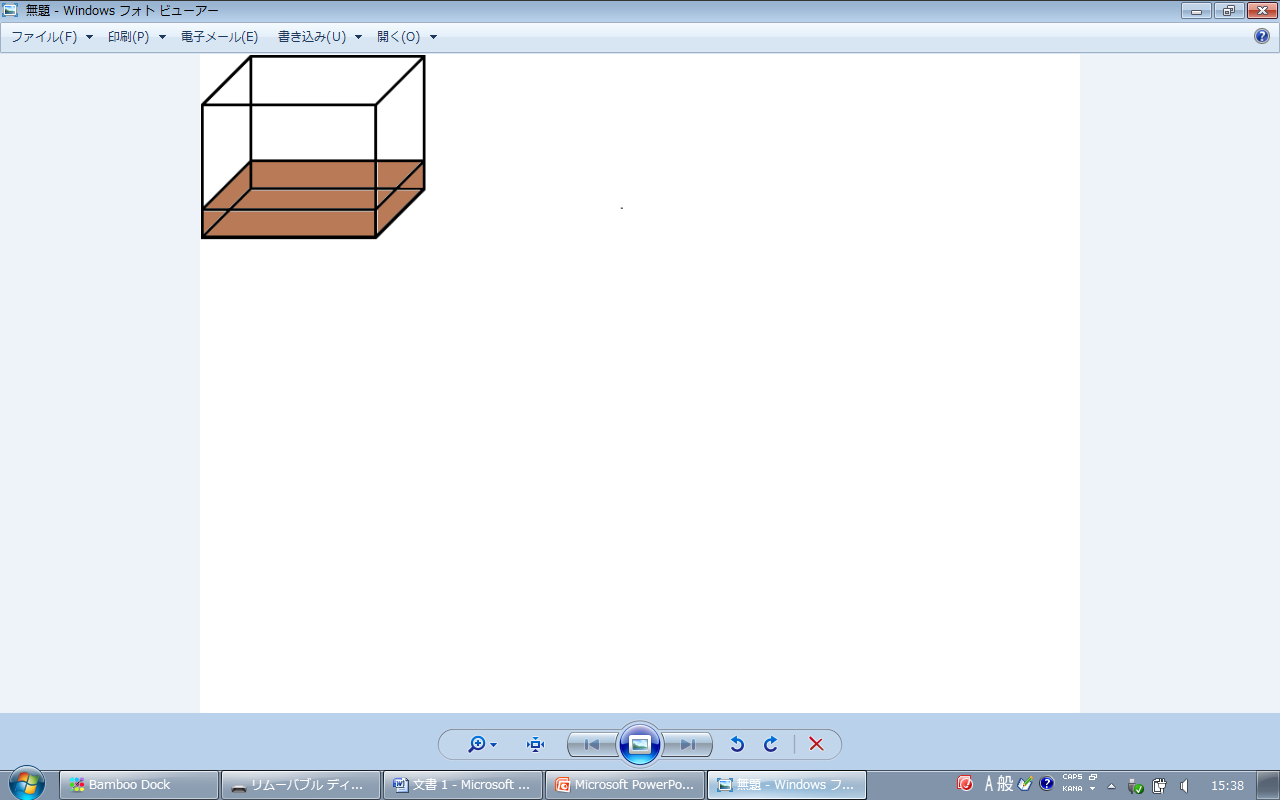 無題 - Windows フォト ビューアー
ファイル(F) 印刷(P) 電子メール(E) 書き込み(U) 開く(O)
Bamboo Dock リムーバブル ディ... 文書 1 - Microsoft ... Microsoft PowerPo... 無題 - Windows フ... A 般 CAPS KANA 15:38